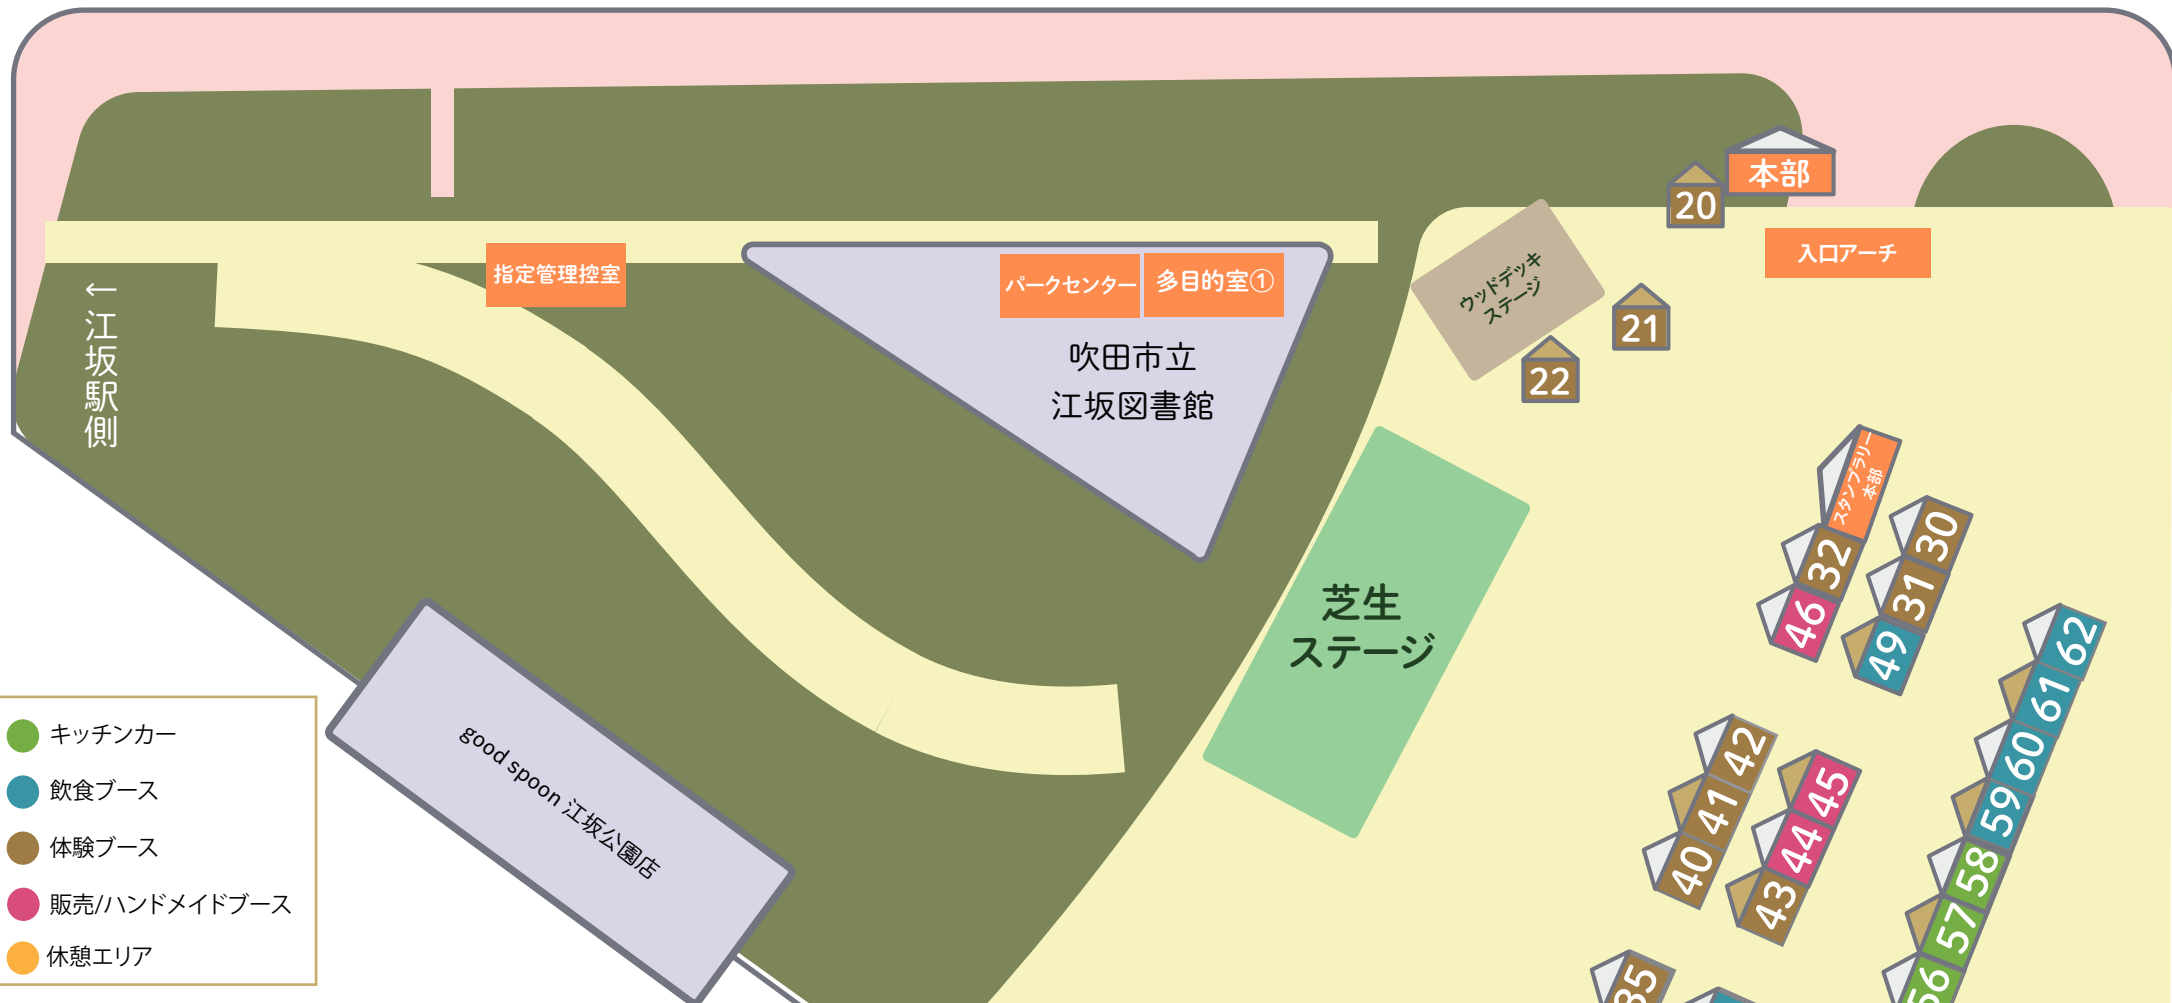 本部
20
入口アーチ
指定管理控室
パークセンター
多目的室①
ウッドデッキ
ステージ
21
22
←江坂駅側
吹田市立
江坂図書館
スタンプラリー
本部
32
46
30
31
49
芝生
ステージ
62
61
60
59
58
57
56
42
41
40
45
44
43
35
good spoon 江坂公園店
キッチンカー
飲食ブース
体験ブース
販売/ハンドメイドブース
休憩エリア